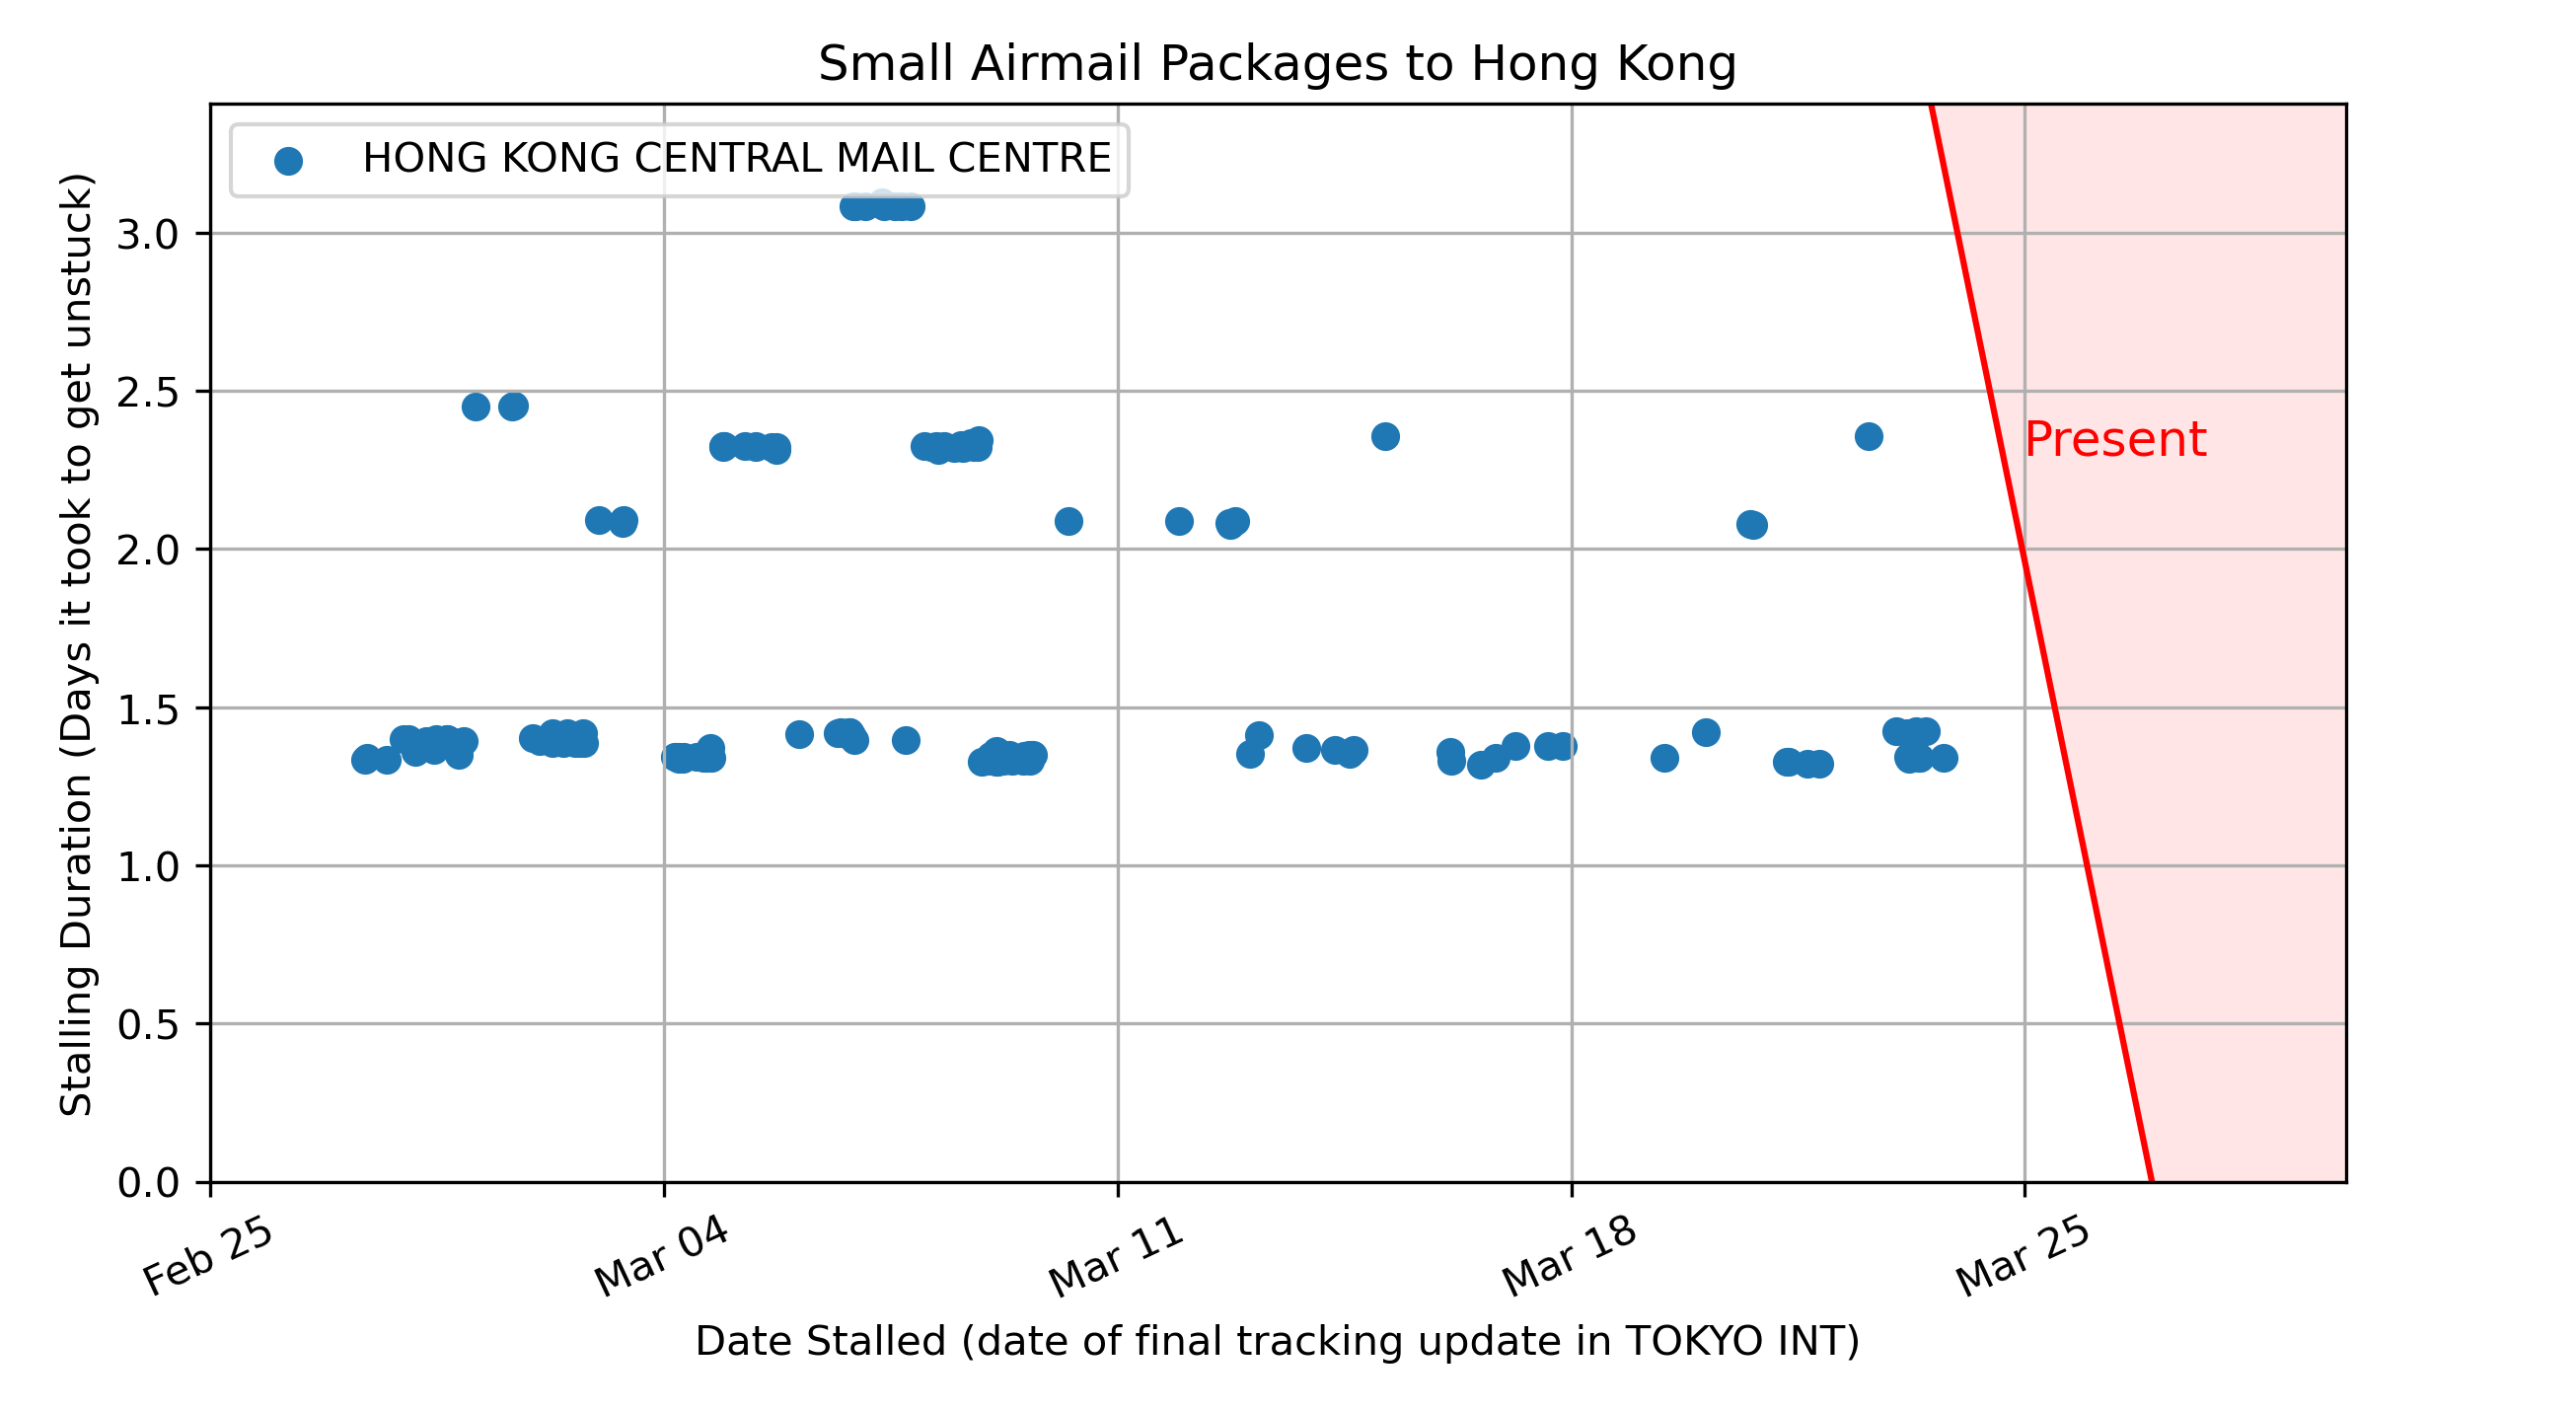 Small Airmail Packages to Hong Kong
HONG KONG CENTRAL MAIL CENTRE
Stalling Duration (Days it took to get unstuck)
3.0
2.5
2.0
1.5
1.0
0.5
0.0
Present
Feb 25
Mar 04
Mar 11
Mar 18
Mar 25
Date Stalled (date of final tracking update in TOKYO INT)